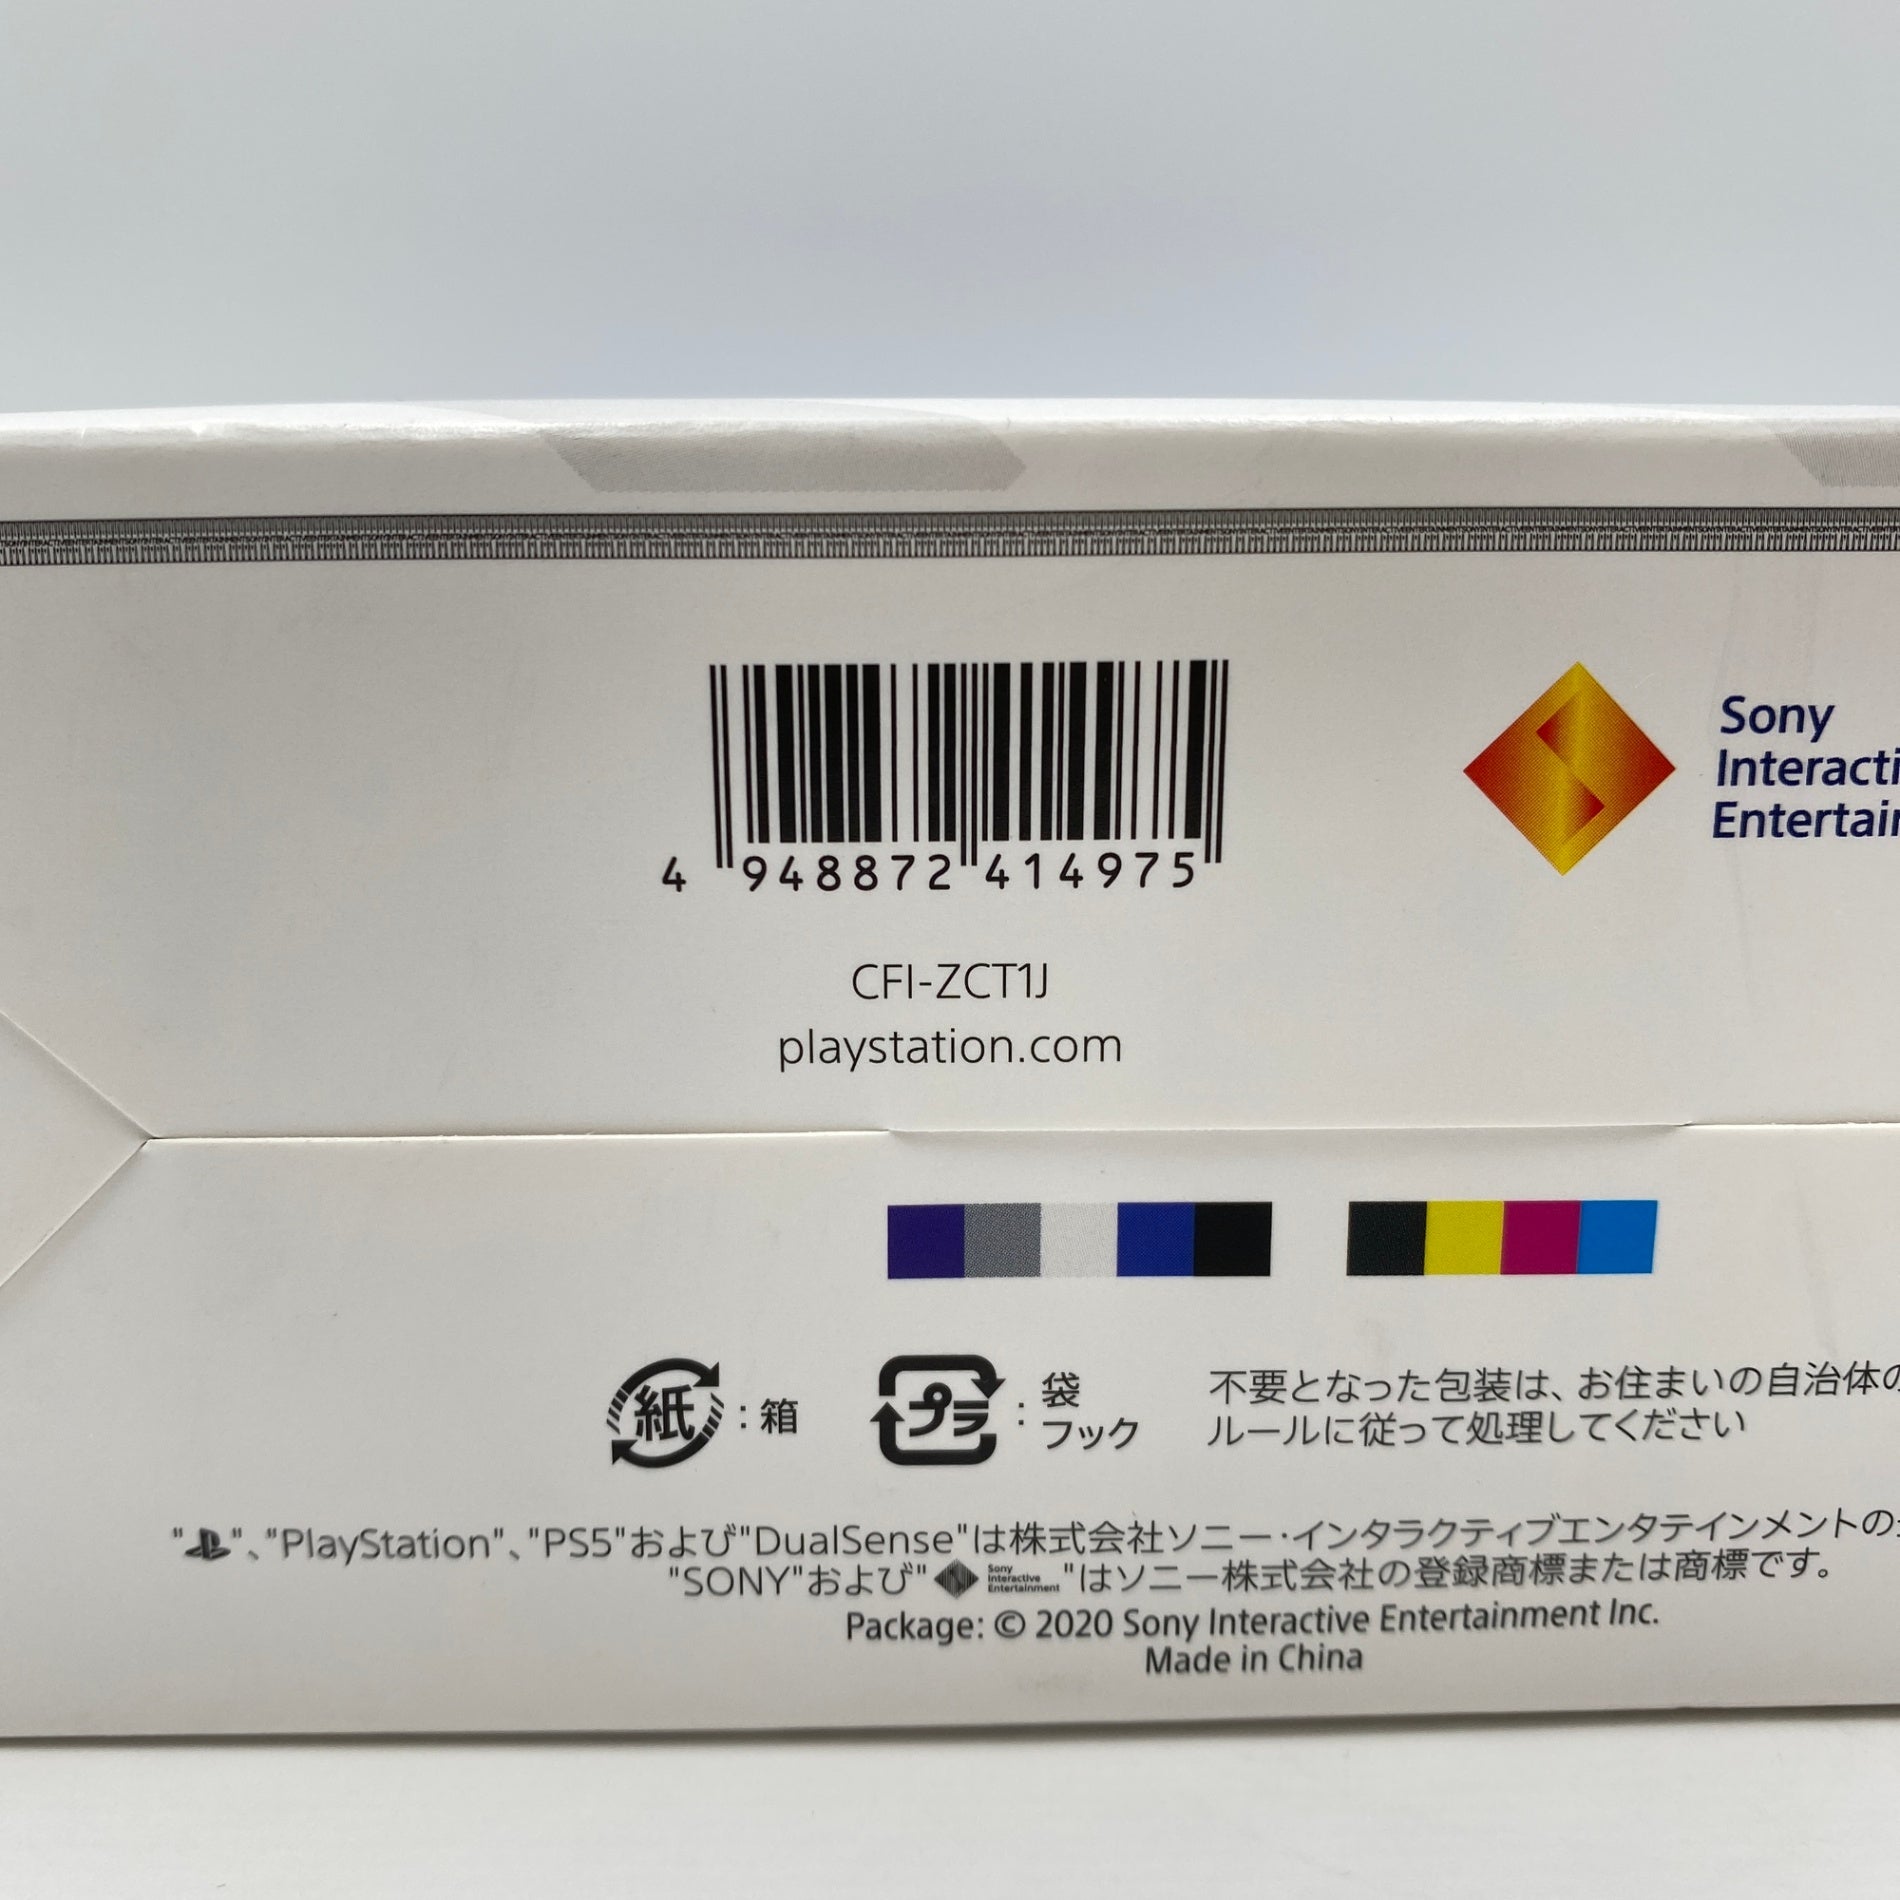 Sony
Interacti
Entertain
4 948872 414975
CFI-ZCT1J
playstation.com
紙 : 箱
プラ : 袋 フック
不要となった包装は、お住まいの自治体の
ルールに従って処理してください
" "、"PlayStation"、"PS5"および"DualSense"は株式会社ソニー・インタラクティブエンタテインメントの
"SONY"および" Sony Interactive Entertainment "はソニー株式会社の登録商標または商標です。
Package: © 2020 Sony Interactive Entertainment Inc.
Made in China